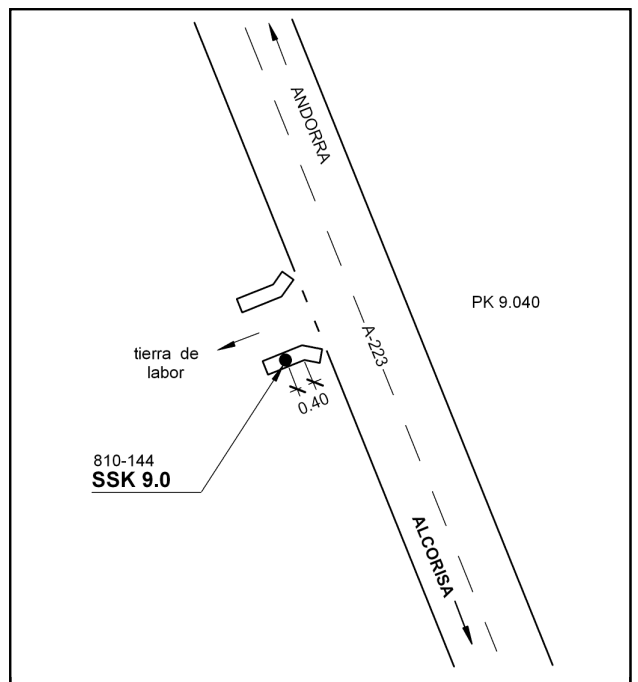 ANDORRA
PK 9.040
A-223
tierra de
labor
0.40
810-144
SSK 9.0
ALCORISA